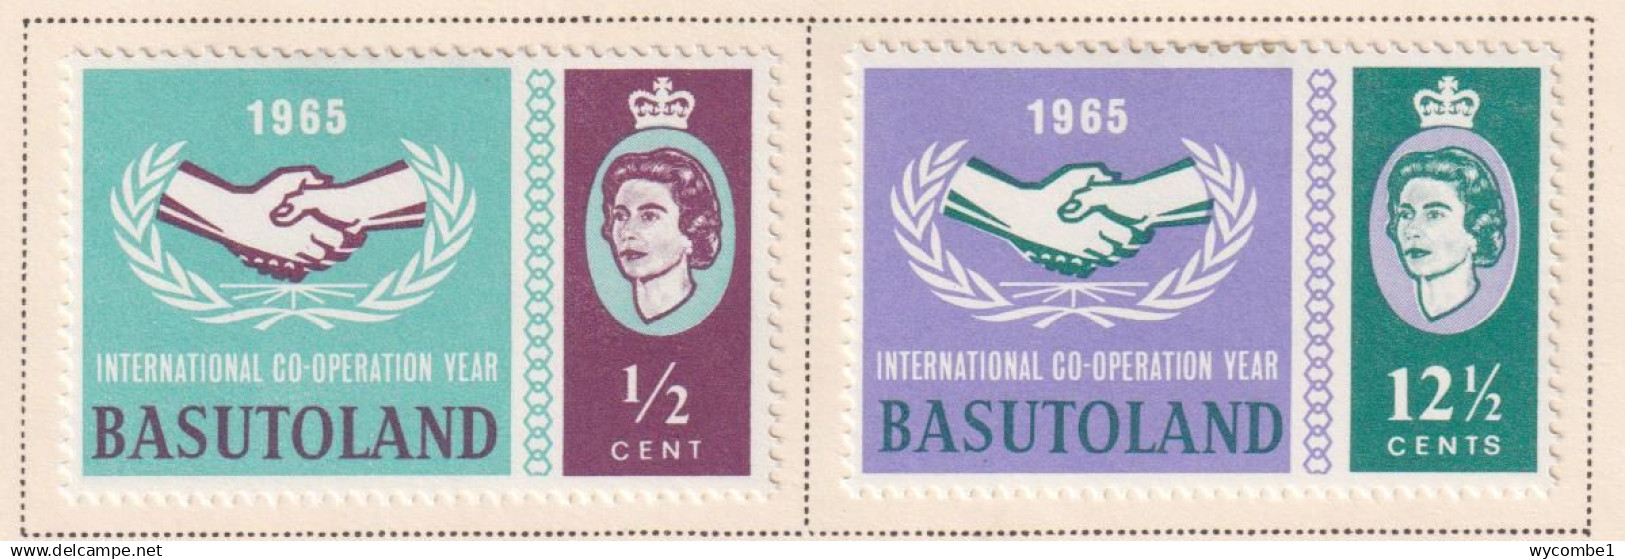 1965
INTERNATIONAL CO-OPERATION YEAR
BASUTOLAND
1/2
CENT
1965
INTERNATIONAL CO-OPERATION YEAR
BASUTOLAND
12 1/2
CENTS
www.delcampe.net
wycombe1